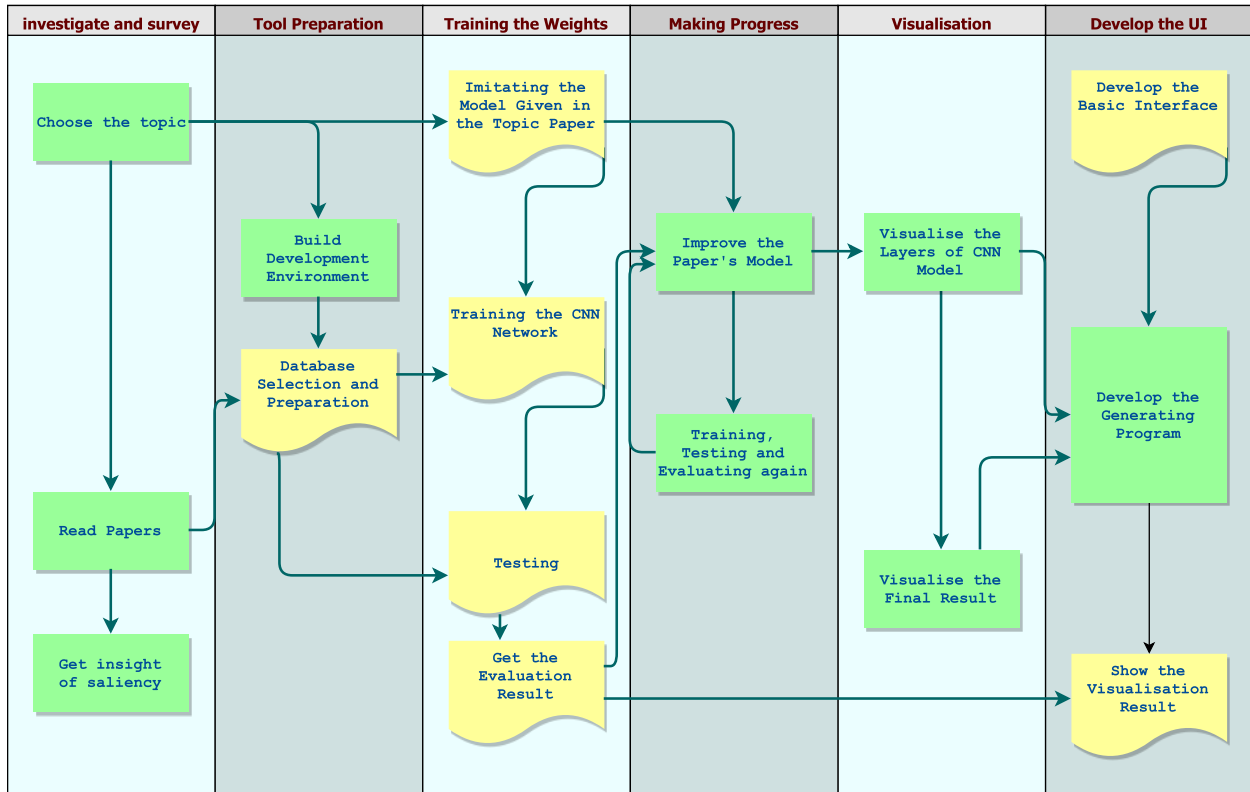 investigate and survey
Tool Preparation
Training the Weights
Making Progress
Visualisation
Develop the UI
Choose the topic
Read Papers
Get insight
of saliency
Build
Development
Environment
Database
Selection and
Preparation
Imitating the
Model Given in
the Topic Paper
Training the CNN
Network
Testing
Get the
Evaluation
Result
Improve the
Paper's Model
Training,
Testing and
Evaluating again
Visualise the
Layers of CNN
Model
Visualise the
Final Result
Develop the
Basic Interface
Develop the
Generating
Program
Show the
Visualisation
Result